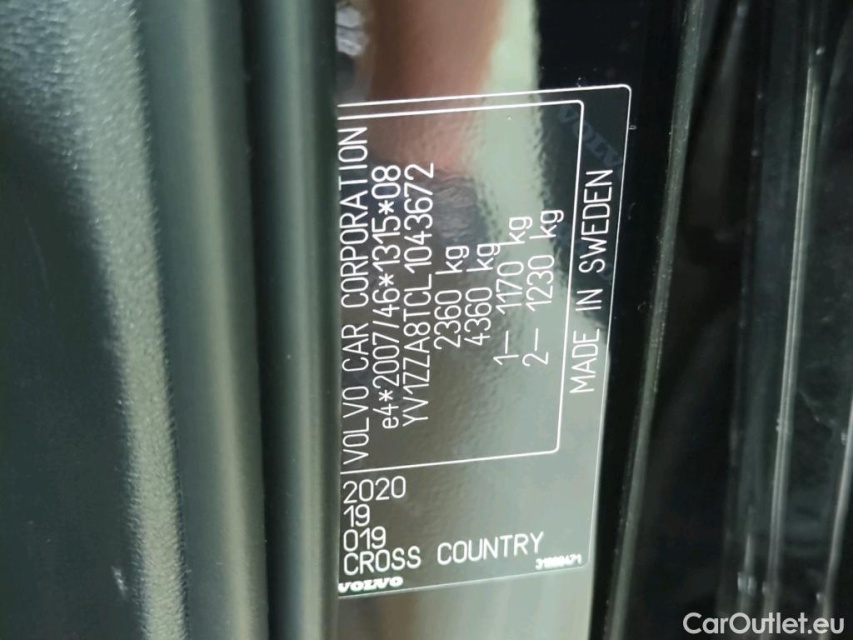 VOLVO CAR CORPORATION
e4*2007/46*1315*08
YV1ZZA8TCL1043672
2360 kg
4360 kg
1– 1170 kg
2– 1230 kg
MADE IN SWEDEN
VOLVO
2020
19
019
CROSS COUNTRY
VOLVO
CarOutlet.eu